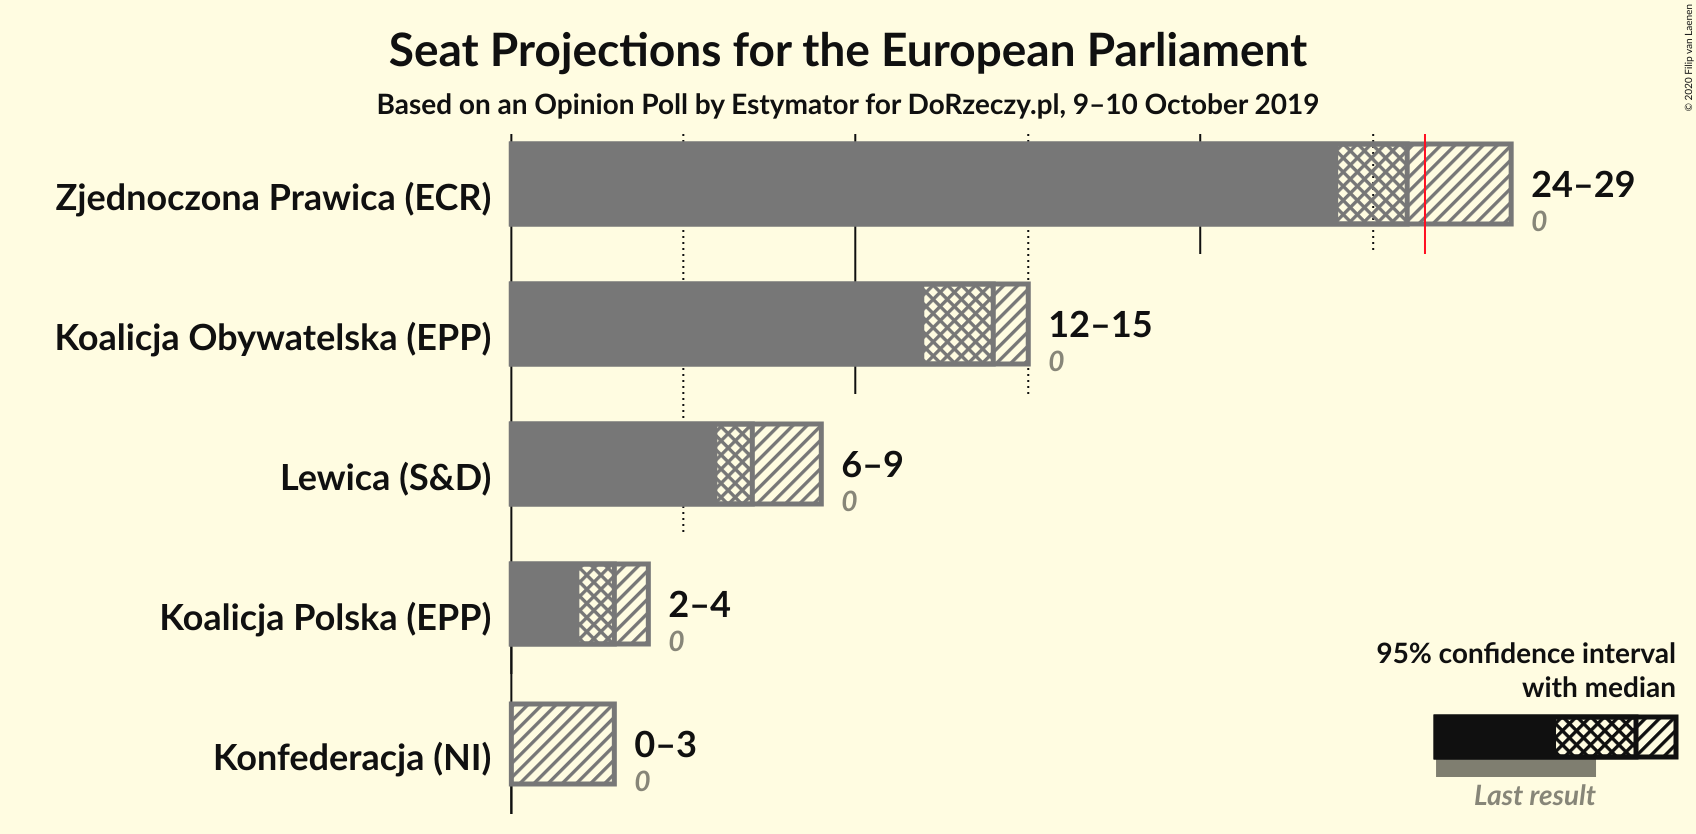 Seat Projections for the European Parliament
Based on an Opinion Poll by Estymator for DoRzeczy.pl, 9–10 October 2019
© 2020 Filip van Laenen
Zjednoczona Prawica (ECR)
24–29
0
Koalicja Obywatelska (EPP)
12–15
0
Lewica (S&D)
6–9
0
Koalicja Polska (EPP)
2–4
0
Konfederacja (NI)
0–3
0
95% confidence interval
with median
Last result